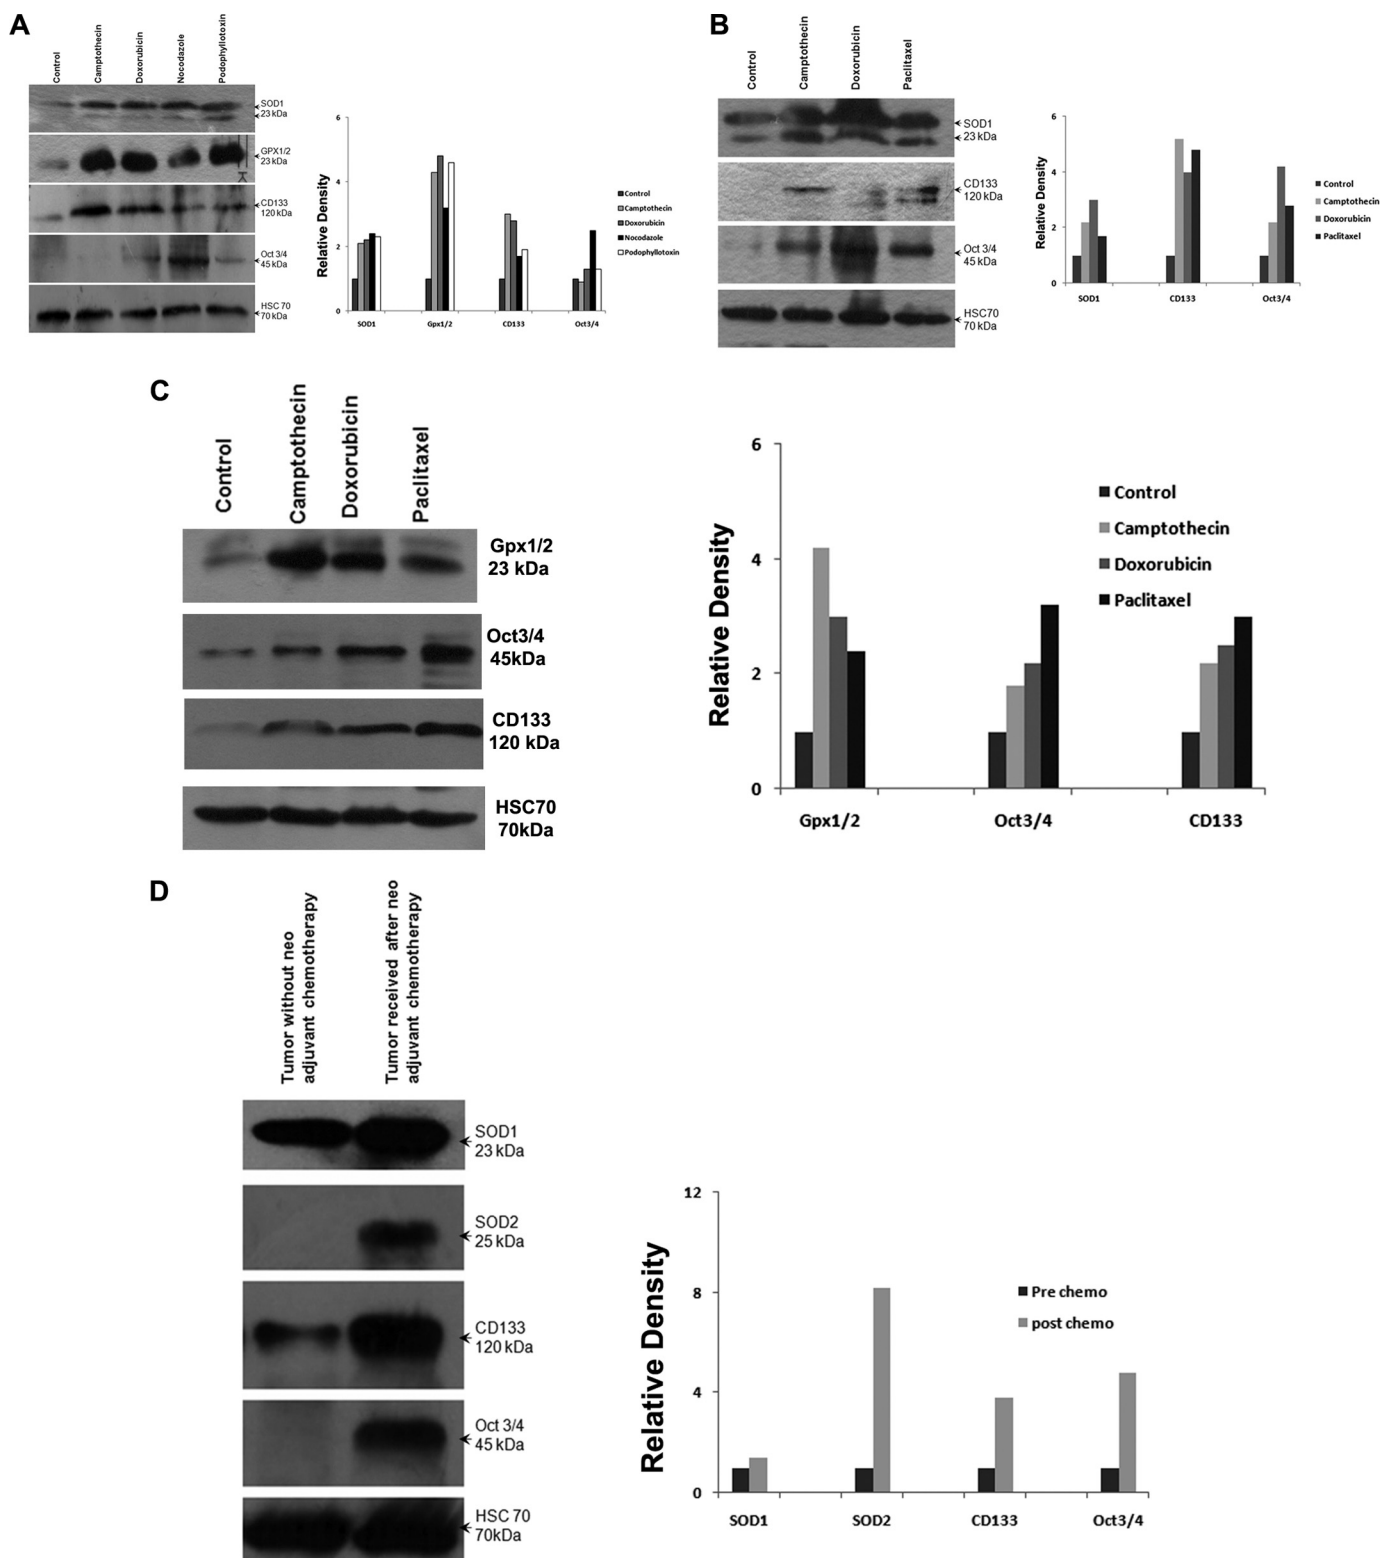 A
Control
Camptothecin
Doxorubicin
Nocodazole
Podophyllotoxin
SOD1
23 kDa
GPX1/2
23 kDa
CD133
120 kDa
Oct 3/4
45 kDa
HSC 70
70 kDa
Relative Density
6
4
2
0
SOD1
Gpx1/2
CD133
Oct3/4
Control
Camptothecin
Doxorubicin
Nocodazole
Podophyllotoxin
B
Control
Camptothecin
Doxorubicin
Paclitaxel
SOD1
23 kDa
CD133
120 kDa
Oct 3/4
45 kDa
HSC70
70 kDa
Relative Density
6
4
2
0
SOD1
CD133
Oct3/4
Control
Camptothecin
Doxorubicin
Paclitaxel
C
Control
Camptothecin
Doxorubicin
Paclitaxel
Gpx1/2
23 kDa
Oct3/4
45kDa
CD133
120 kDa
HSC70
70kDa
Relative Density
6
4
2
0
Gpx1/2
Oct3/4
CD133
Control
Camptothecin
Doxorubicin
Paclitaxel
D
Tumor without neo
adjuvant chemotherapy
Tumor received after neo
adjuvant chemotherapy
SOD1
23 kDa
SOD2
25 kDa
CD133
120 kDa
Oct 3/4
45 kDa
HSC 70
70kDa
Relative Density
12
8
4
0
SOD1
SOD2
CD133
Oct3/4
Pre chemo
post chemo